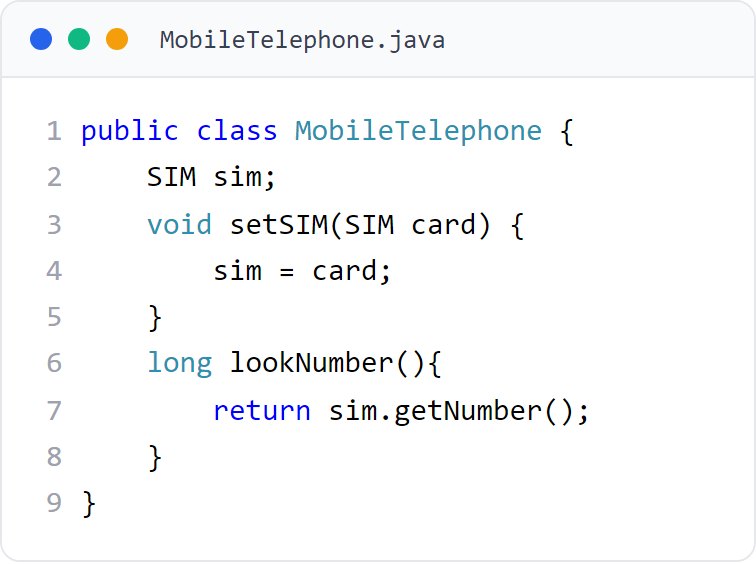 MobileTelephone.java
1 public class MobileTelephone {
2     SIM sim;
3     void setSIM(SIM card) {
4         sim = card;
5     }
6     long lookNumber(){
7         return sim.getNumber();
8     }
9 }